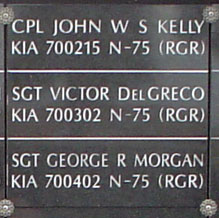 CPL JOHN W S KELLY
KIA 700215 N-75 (RGR)
SGT VICTOR DELGRECO
KIA 700302 N-75 (RGR)
SGT GEORGE R MORGAN
KIA 700402 N-75 (RGR)